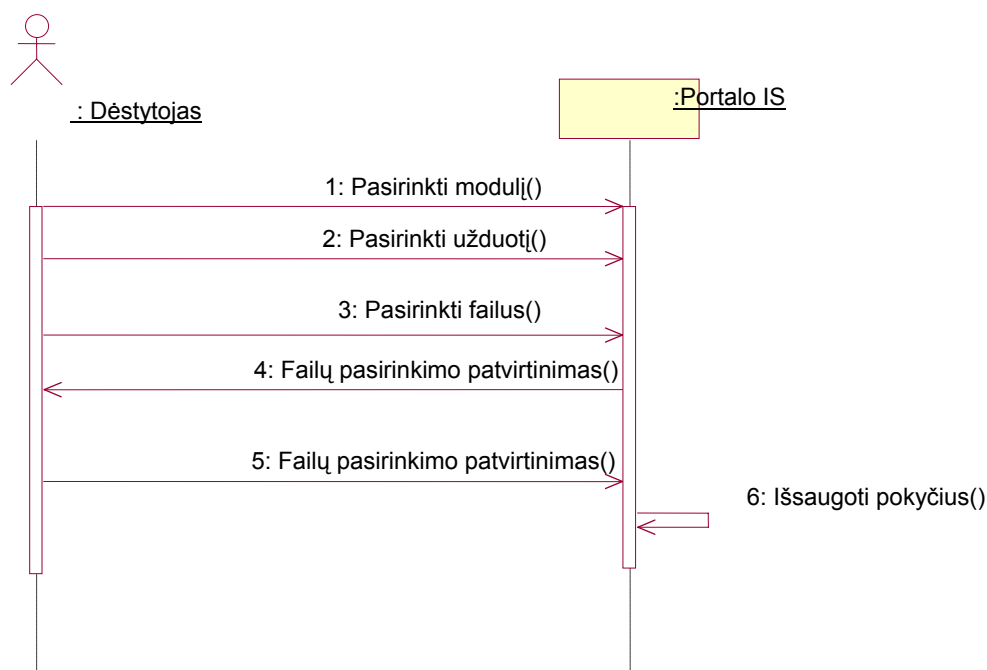 : Dėstytojas
:Portalo IS
1: Pasirinkti modulį()
2: Pasirinkti užduotį()
3: Pasirinkti failus()
4: Failų pasirinkimo patvirtinimas()
5: Failų pasirinkimo patvirtinimas()
6: Išsaugoti pokyčius()